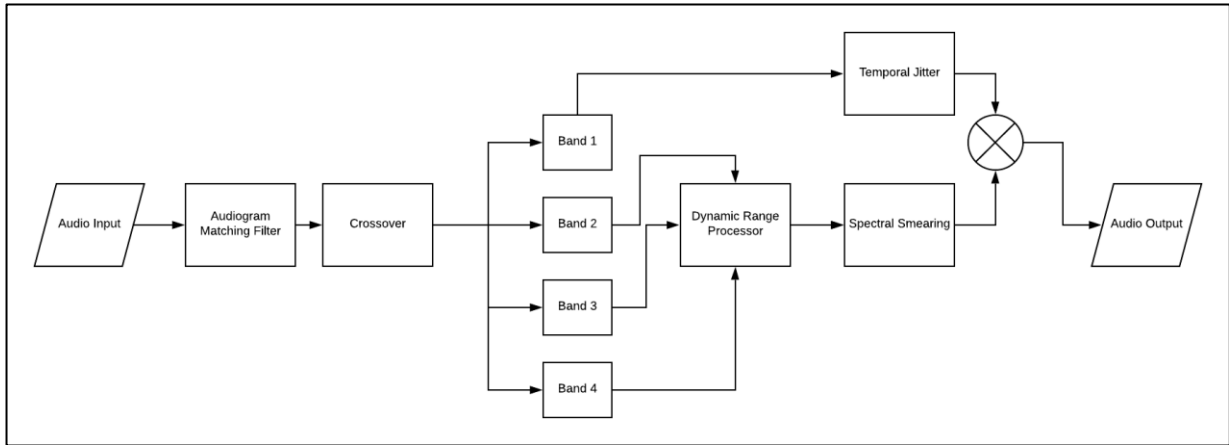 Audio Input
Audiogram
Matching Filter
Crossover
Band 1
Band 2
Band 3
Band 4
Dynamic Range
Processor
Temporal Jitter
Spectral Smearing
Audio Output